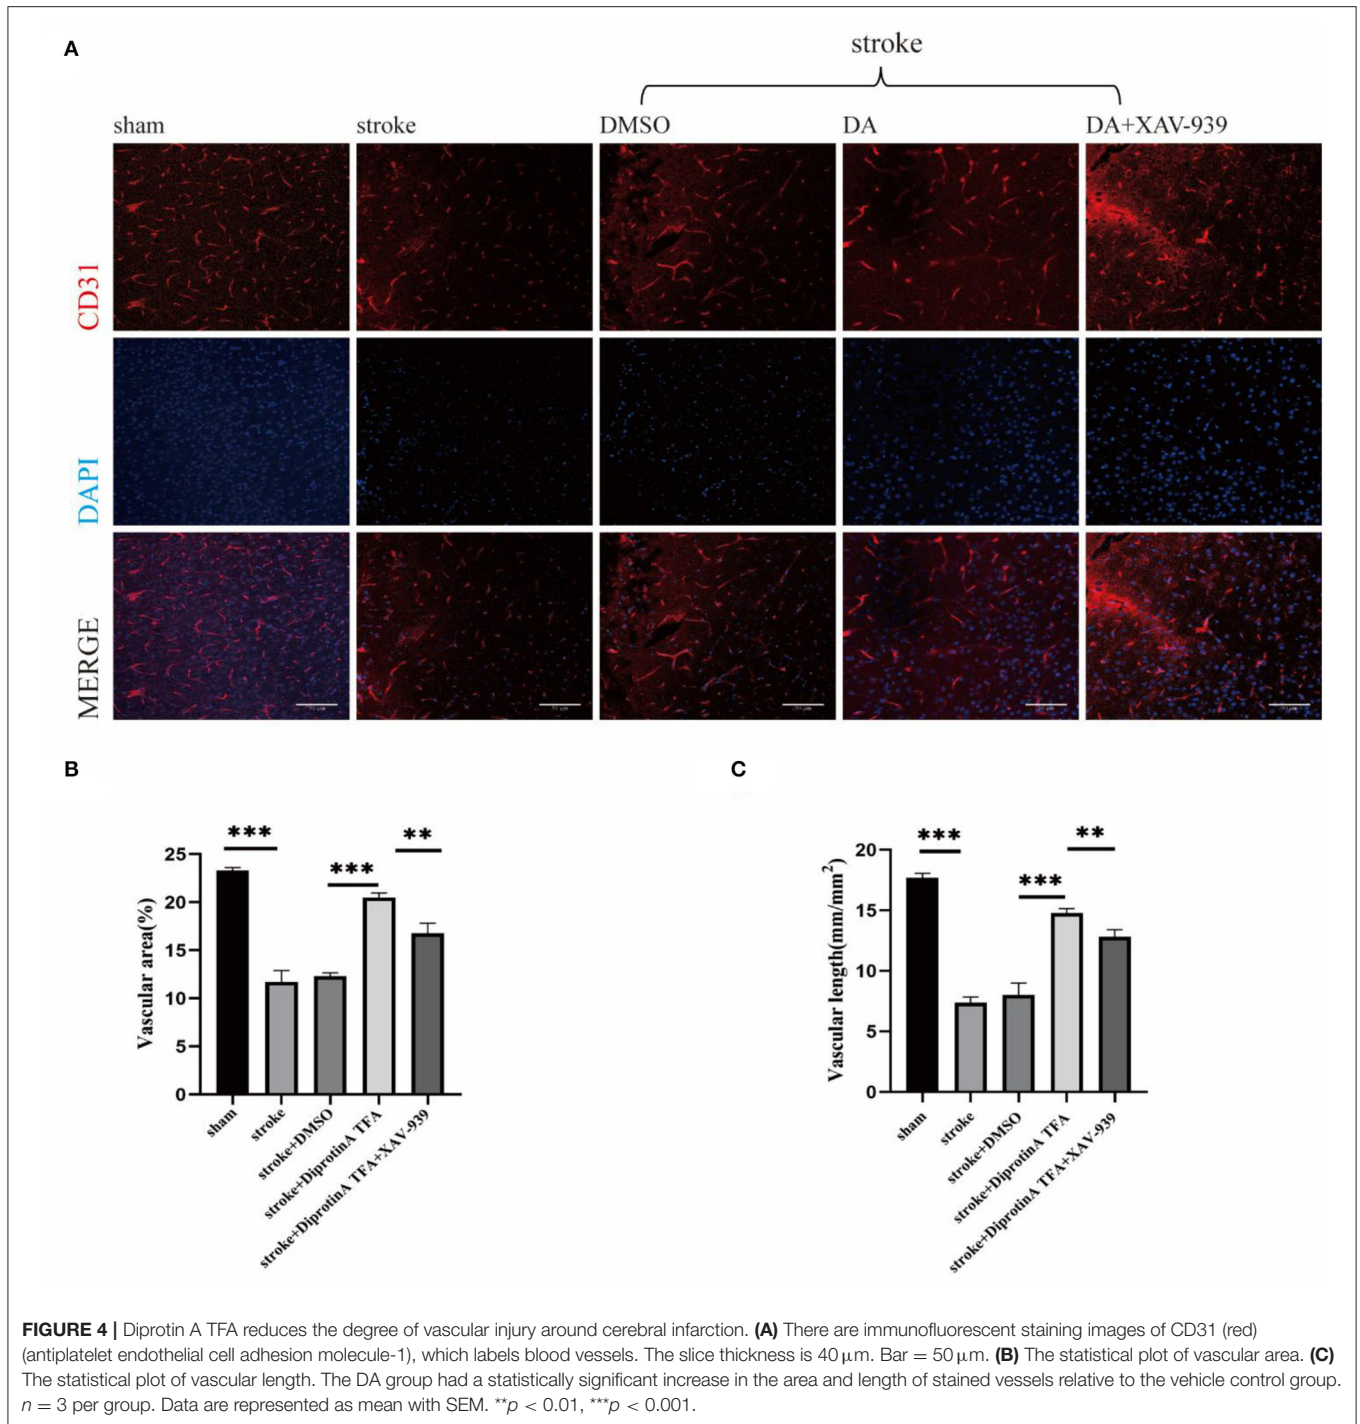 A
stroke
sham stroke DMSO DA DA+XAV-939
CD31
DAPI
MERGE
50 μm
B
C
*** *** **
Vascular area(%)
25
20
15
10
5
0
sham
stroke
stroke+DMSO
stroke+DiprotinA TFA
stroke+DiprotinA TFA+XAV-939
*** *** **
Vascular length(mm/mm²)
20
15
10
5
0
sham
stroke
stroke+DMSO
stroke+DiprotinA TFA
stroke+DiprotinA TFA+XAV-939
FIGURE 4 | Diprotin A TFA reduces the degree of vascular injury around cerebral infarction. (A) There are immunofluorescent staining images of CD31 (red)
(antiplatelet endothelial cell adhesion molecule-1), which labels blood vessels. The slice thickness is 40 μm. Bar = 50 μm. (B) The statistical plot of vascular area. (C)
The statistical plot of vascular length. The DA group had a statistically significant increase in the area and length of stained vessels relative to the vehicle control group.
n = 3 per group. Data are represented as mean with SEM. **p < 0.01, ***p < 0.001.